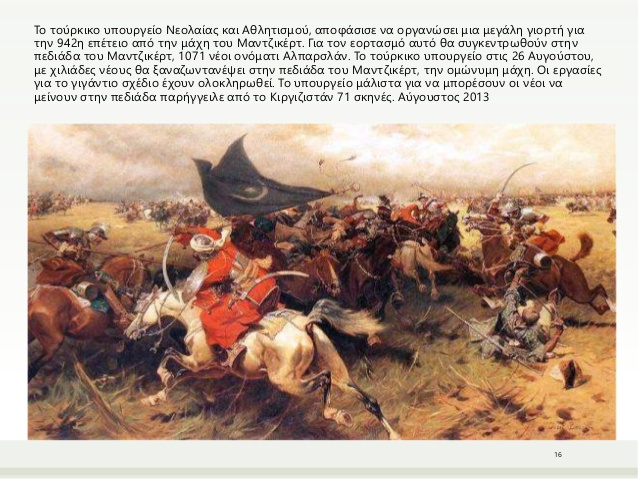 Το τούρκικο υπουργείο Νεολαίας και Αθλητισμού, αποφάσισε να οργανώσει μια μεγάλη γιορτή για
την 942η επέτειο από την μάχη του Μαντζικέρτ. Για τον εορτασμό αυτό θα συγκεντρωθούν στην
πεδιάδα του Μαντζικέρτ, 1071 νέοι ονόματι Αλπαρσλάν. Το τούρκικο υπουργείο στις 26 Αυγούστου,
με χιλιάδες νέους θα ξαναζωντανέψει στην πεδιάδα του Μαντζικέρτ, την ομώνυμη μάχη. Οι εργασίες
για το γιγάντιο σχέδιο έχουν ολοκληρωθεί. Το υπουργείο μάλιστα για να μπορέσουν οι νέοι να
μείνουν στην πεδιάδα παρήγγειλε από το Κιργιζιστάν 71 σκηνές. Αύγουστος 2013
16